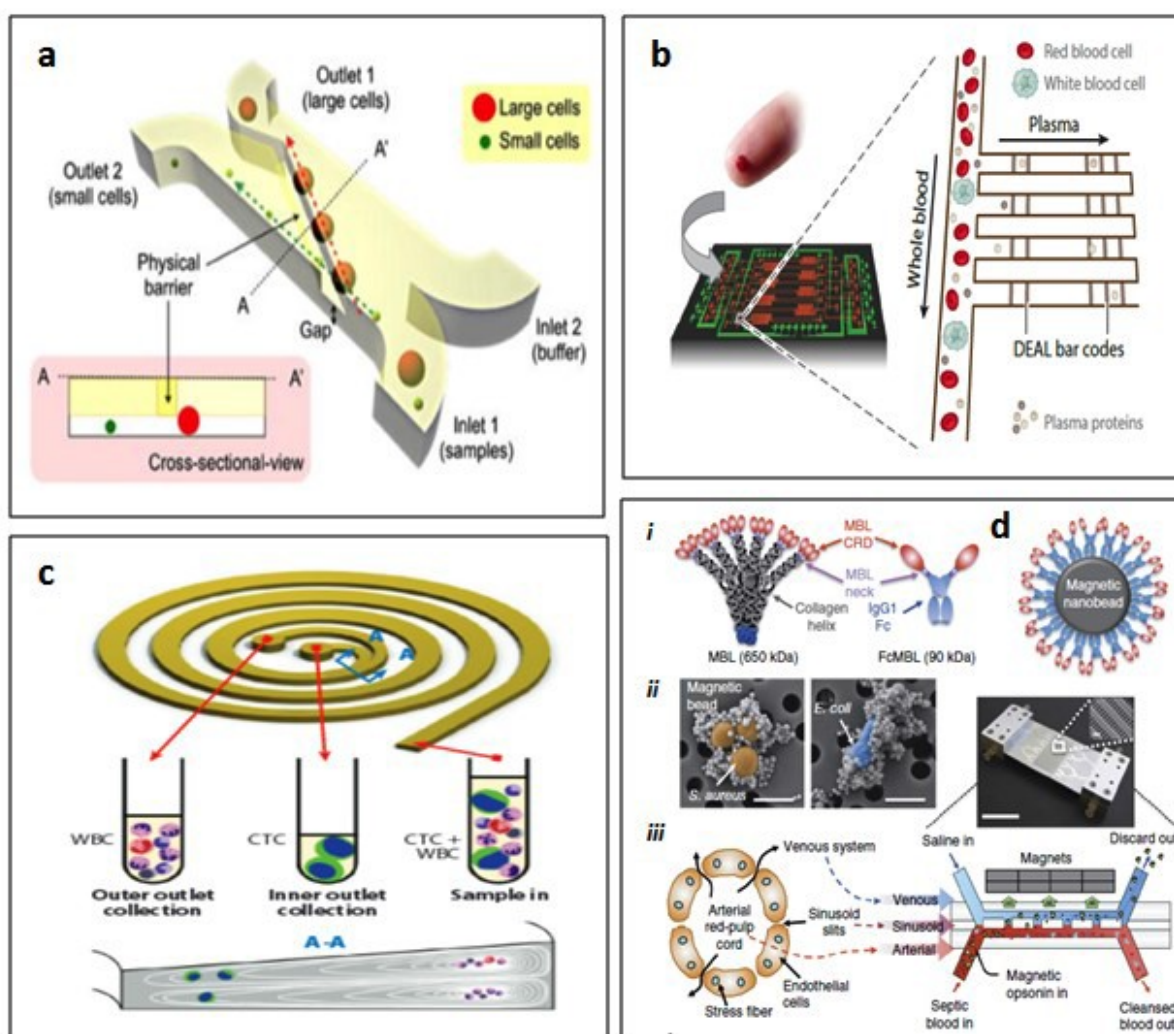 a
Outlet 1
(large cells)
Large cells
Small cells
A'
Outlet 2
(small cells)
Physical
barrier
A
Gap
Inlet 2
(buffer)
A
A'
Inlet 1
(samples)
Cross-sectional-view
b
Red blood cell
White blood cell
Plasma
Whole blood
DEAL bar codes
Plasma proteins
c
A
A
WBC
CTC
CTC +
WBC
Outer outlet
collection
Inner outlet
collection
Sample in
A-A
i
MBL
CRD
MBL
neck
Collagen
helix
IgG1
Fc
MBL (650 kDa)
FcMBL (90 kDa)
d
Magnetic
nanobead
ii
Magnetic
bead
S. aureus
E. coli
iii
Venous system
Arterial
red-pulp
cord
Sinusoid
slits
Endothelial
cells
Stress fiber
Saline in
Discard out
Magnets
Venous
Sinusoid
Arterial
Magnetic
opsonin in
Septic
blood in
Cleansed
blood out